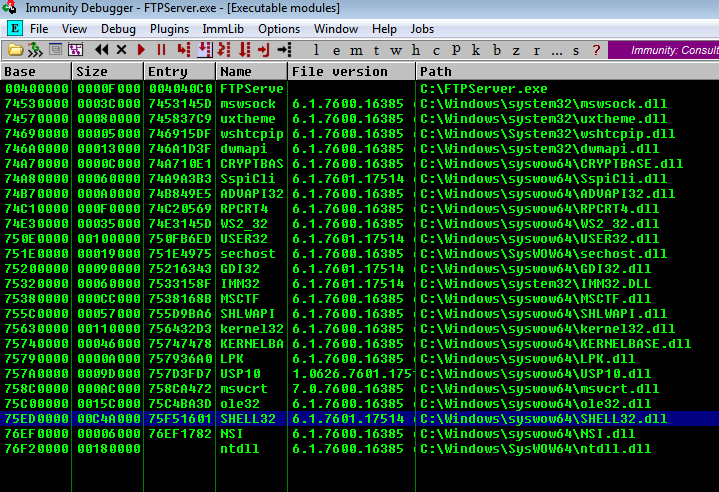 Immunity Debugger - FTPServer.exe - [Executable modules]
E File View Debug Plugins ImmLib Options Window Help Jobs
l e m t w h c p k b z r ... s ? Immunity: Consult
Base Size Entry Name File version Path
00400000 0000F000 004040C0 FTPServe C:\FTPServer.exe
74530000 0003C000 7453145D mswsock 6.1.7600.16385 C:\Windows\system32\mswsock.dll
74570000 00080000 745837C9 uxtheme 6.1.7600.16385 C:\Windows\system32\uxtheme.dll
74690000 00005000 746915DF wshtcpip 6.1.7600.16385 C:\Windows\system32\wshtcpip.dll
746A0000 00013000 746A1D3F dwmapi 6.1.7600.16385 C:\Windows\system32\dwmapi.dll
74A70000 0000C000 74A710E1 CRYPTBAS 6.1.7600.16385 C:\Windows\syswow64\CRYPTBASE.dll
74A80000 00060000 74A9A3B3 SspiCli 6.1.7601.17514 C:\Windows\syswow64\SspiCli.dll
74B70000 000A0000 74B849E5 ADVAPI32 6.1.7600.16385 C:\Windows\syswow64\ADVAPI32.dll
74C10000 000F0000 74C20569 RPCRT4 6.1.7600.16385 C:\Windows\syswow64\RPCRT4.dll
74E30000 00035000 74E3145D WS2_32 6.1.7600.16385 C:\Windows\syswow64\WS2_32.dll
750E0000 00100000 750FB6ED USER32 6.1.7601.17514 C:\Windows\syswow64\USER32.dll
751E0000 00019000 751E4975 sechost 6.1.7600.16385 C:\Windows\SysWOW64\sechost.dll
75200000 00090000 75216343 GDI32 6.1.7601.17514 C:\Windows\syswow64\GDI32.dll
75320000 00060000 7533158F IMM32 6.1.7601.17514 C:\Windows\system32\IMM32.DLL
75380000 000CC000 7538168B MSCTF 6.1.7600.16385 C:\Windows\syswow64\MSCTF.dll
755C0000 00057000 755D9BA6 SHLWAPI 6.1.7600.16385 C:\Windows\syswow64\SHLWAPI.dll
75630000 00110000 756432D3 kernel32 6.1.7600.16385 C:\Windows\syswow64\kernel32.dll
75740000 00046000 75747478 KERNELBA 6.1.7600.16385 C:\Windows\syswow64\KERNELBASE.dll
75790000 0000A000 757936A0 LPK 6.1.7600.16385 C:\Windows\syswow64\LPK.dll
757A0000 0009D000 757D3FD7 USP10 1.0626.7601.175 C:\Windows\syswow64\USP10.dll
758C0000 000AC000 758CA472 msvcrt 7.0.7600.16385 C:\Windows\syswow64\msvcrt.dll
75C00000 0015C000 75C4BA3D ole32 6.1.7600.16385 C:\Windows\syswow64\ole32.dll
75ED0000 00C4A000 75F51601 SHELL32 6.1.7601.17514 C:\Windows\syswow64\SHELL32.dll
76EF0000 00006000 76EF1782 NSI 6.1.7600.16385 C:\Windows\syswow64\NSI.dll
76F20000 00180000 ntdll 6.1.7600.16385 C:\Windows\SysWOW64\ntdll.dll